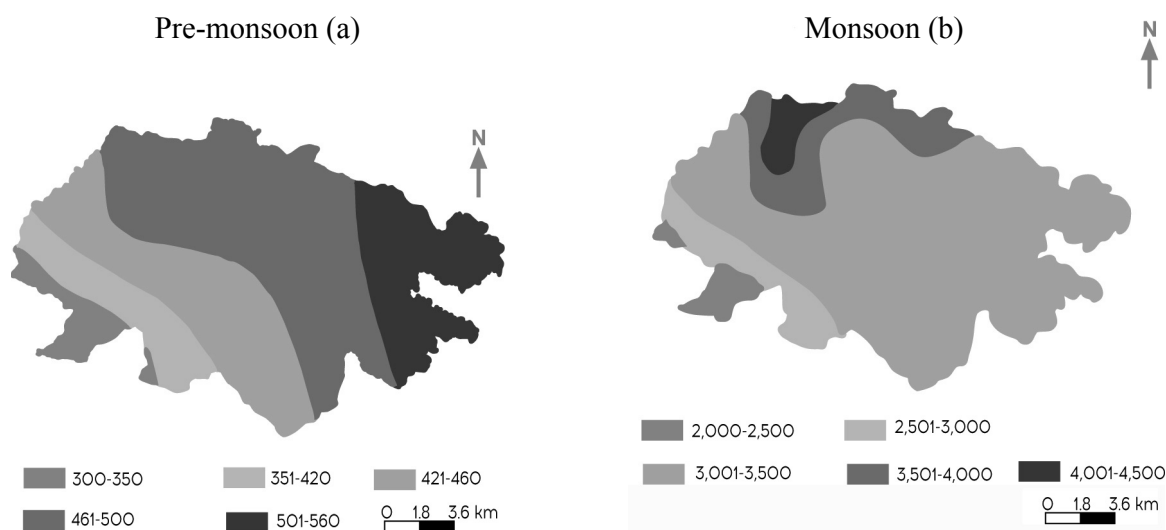 Pre-monsoon (a)
N
300-350
351-420
421-460
461-500
501-560
0 1.8 3.6 km
Monsoon (b)
N
2,000-2,500
2,501-3,000
3,001-3,500
3,501-4,000
4,001-4,500
0 1.8 3.6 km